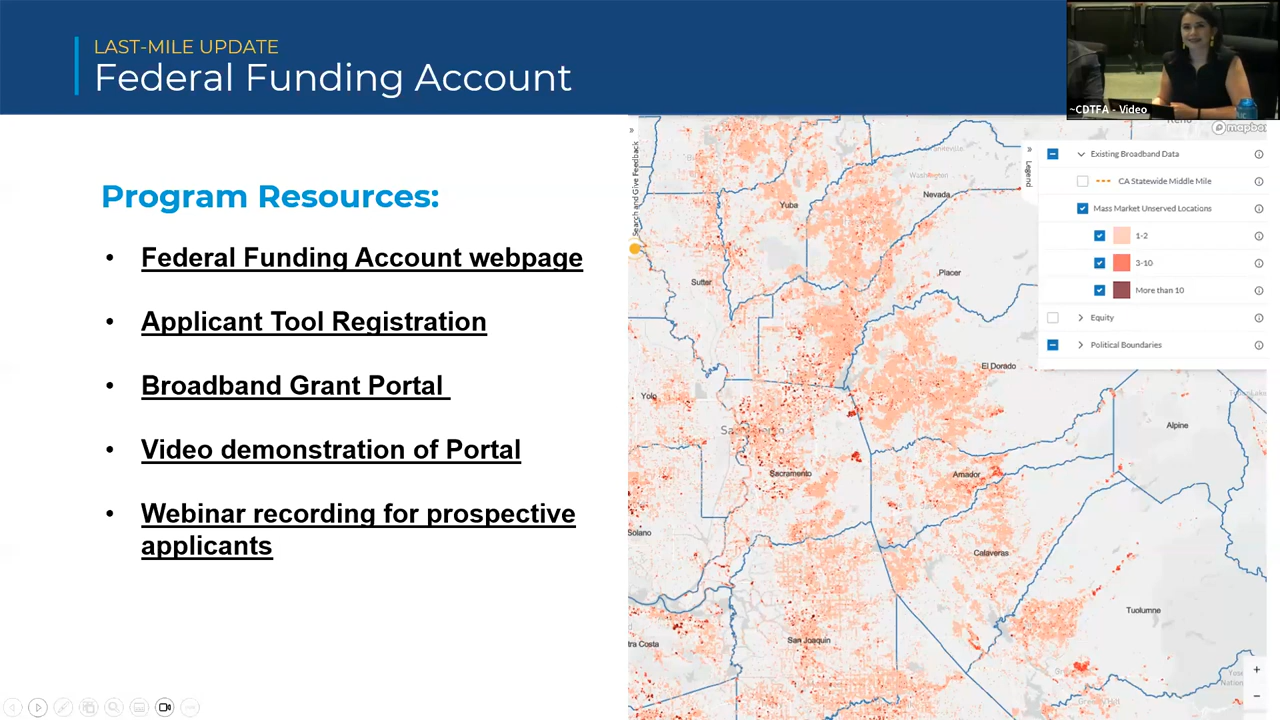 LAST-MILE UPDATE
Federal Funding Account
~CDTFA - Video
Program Resources:
• Federal Funding Account webpage
• Applicant Tool Registration
• Broadband Grant Portal
• Video demonstration of Portal
• Webinar recording for prospective
applicants
Search and Give Feedback
mapbox
Legend
Existing Broadband Data
CA Statewide Middle Mile
Mass Market Unserved Locations
1-2
3-10
More than 10
Equity
Political Boundaries
Washington
Nevada
Yuba
Placer
Sutter
El Dorado
Yolo
Alpine
Sacramento
Amador
Solano
Calaveras
Tuolumne
San Joaquin
tra Costa